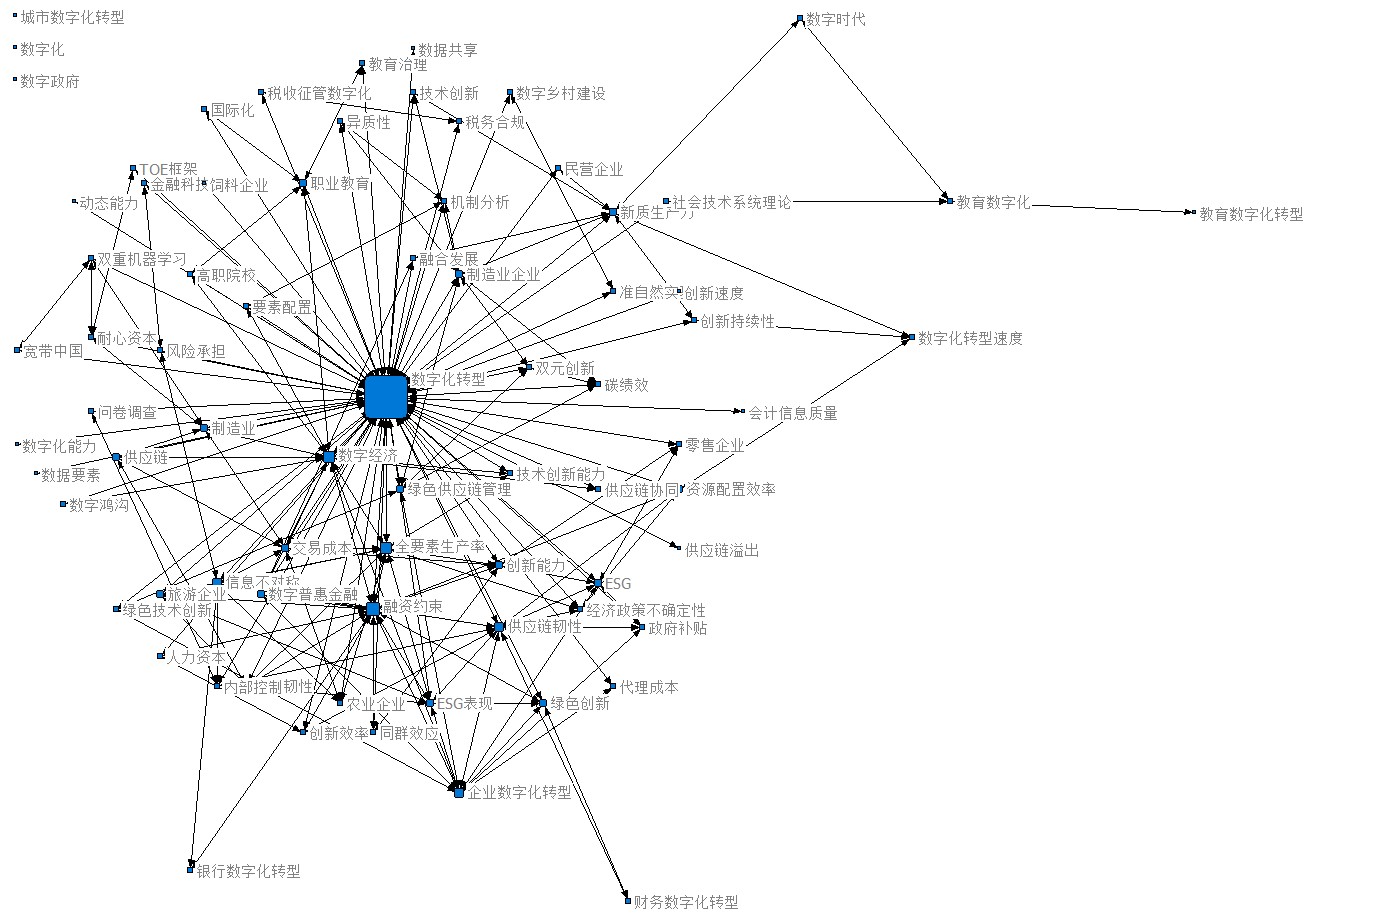 城市数字化转型
数字时代
数字化
数据共享
教育治理
数字政府
税收征管数字化
技术创新
数字乡村建设
国际化
异质性
税务合规
TOE框架
民营企业
金融科技
饲料企业
职业教育
动态能力
机制分析
社会技术系统理论
教育数字化
新质生产力
教育数字化转型
双重机器学习
融合发展
高职院校
制造业企业
准自然实
创新速度
要素配置
创新持续性
耐心资本
数字化转型速度
宽带中国
风险承担
双元创新
数字化转型
碳绩效
问卷调查
会计信息质量
制造业
数字化能力
零售企业
供应链
数字经济
数据要素
技术创新能力
绿色供应链管理
供应链协同
资源配置效率
数字鸿沟
交易成本
全要素生产率
供应链溢出
创新能力
信息不对称
ESG
旅游企业
数字普惠金融
绿色技术创新
融资约束
经济政策不确定性
供应链韧性
政府补贴
人力资本
内部控制
韧性
代理成本
农业企业
ESG表现
绿色创新
创新效率
同群效应
企业数字化转型
银行数字化转型
财务数字化转型